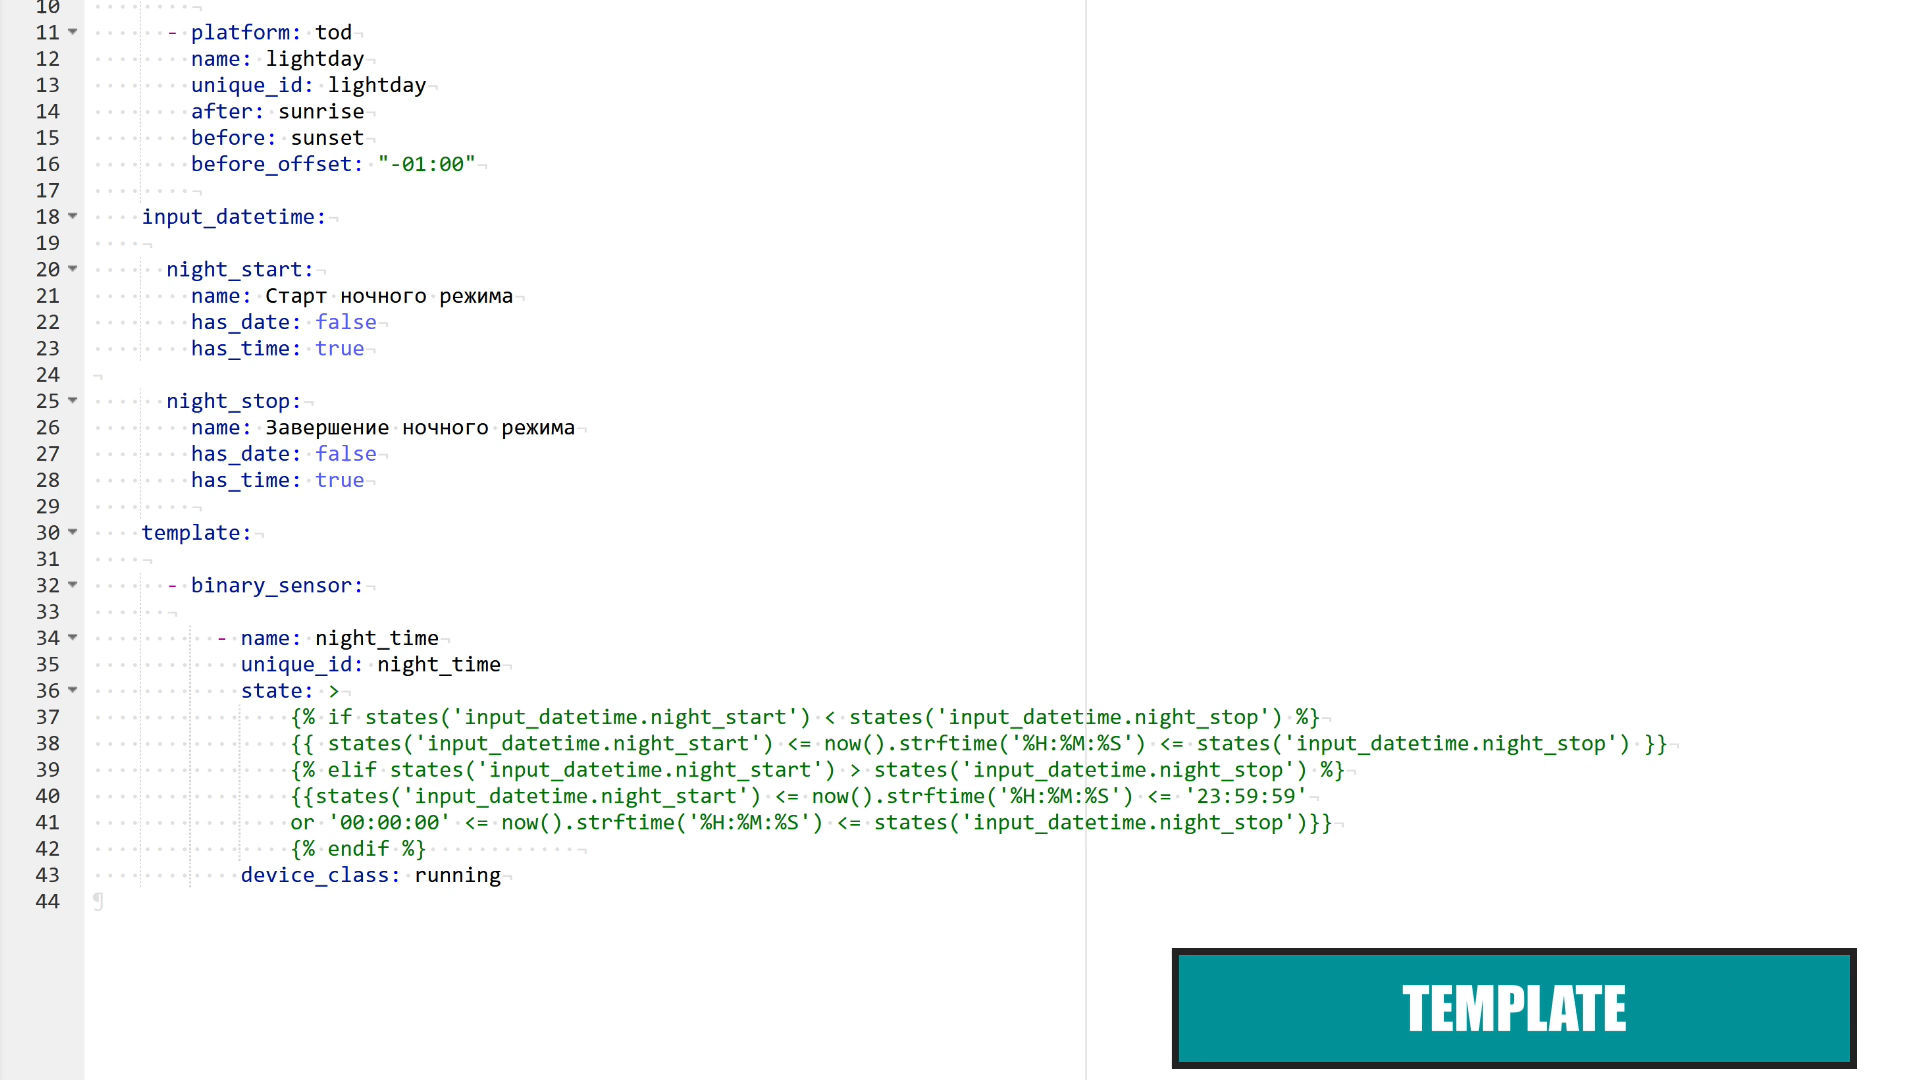 10
11 - platform: tod
12 name: lightday
13 unique_id: lightday
14 after: sunrise
15 before: sunset
16 before_offset: "-01:00"
17
18 input_datetime:
19
20 night_start:
21 name: Старт ночного режима
22 has_date: false
23 has_time: true
24
25 night_stop:
26 name: Завершение ночного режима
27 has_date: false
28 has_time: true
29
30 template:
31
32 - binary_sensor:
33
34 - name: night_time
35 unique_id: night_time
36 state: >
37 {% if states('input_datetime.night_start') < states('input_datetime.night_stop') %}
38 {{ states('input_datetime.night_start') <= now().strftime('%H:%M:%S') <= states('input_datetime.night_stop') }}
39 {% elif states('input_datetime.night_start') > states('input_datetime.night_stop') %}
40 {{states('input_datetime.night_start') <= now().strftime('%H:%M:%S') <= '23:59:59'
41 or '00:00:00' <= now().strftime('%H:%M:%S') <= states('input_datetime.night_stop')}}
42 {% endif %}
43 device_class: running
44
TEMPLATE